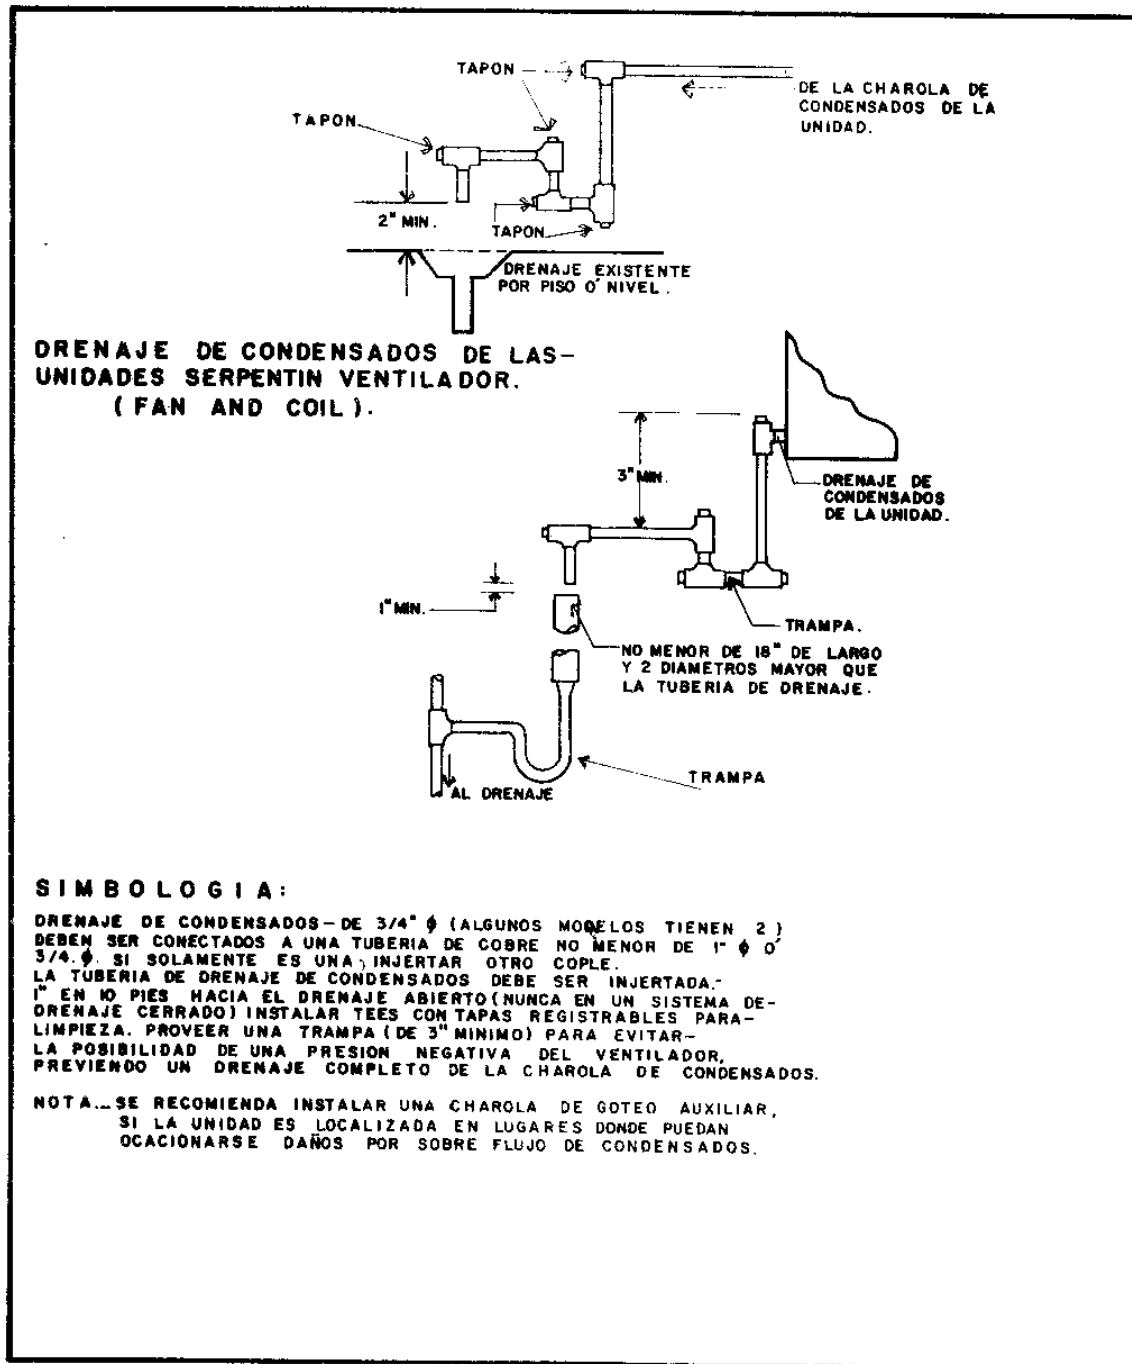 TAPON
DE LA CHAROLA DE
CONDENSADOS DE LA
UNIDAD.
TAPON
2" MIN.
TAPON
DRENAJE EXISTENTE
POR PISO O' NIVEL.
DRENAJE DE CONDENSADOS DE LAS-
UNIDADES SERPENTIN VENTILADOR.
( FAN AND COIL ).
3" MIN.
DRENAJE DE
CONDENSADOS
DE LA UNIDAD.
1" MIN.
TRAMPA.
NO MENOR DE 18" DE LARGO
Y 2 DIAMETROS MAYOR QUE
LA TUBERIA DE DRENAJE.
TRAMPA
AL DRENAJE
SIMBOLOGIA:
DRENAJE DE CONDENSADOS - DE 3/4" ɸ (ALGUNOS MODELOS TIENEN 2)
DEBEN SER CONECTADOS A UNA TUBERIA DE COBRE NO MENOR DE 1" ɸ O'
3/4. ɸ. SI SOLAMENTE ES UNA, INJERTAR OTRO COPLE.
LA TUBERIA DE DRENAJE DE CONDENSADOS DEBE SER INJERTADA.-
1" EN 10 PIES HACIA EL DRENAJE ABIERTO (NUNCA EN UN SISTEMA DE-
DRENAJE CERRADO) INSTALAR TEES CON TAPAS REGISTRABLES PARA-
LIMPIEZA. PROVEER UNA TRAMPA (DE 3" MINIMO) PARA EVITAR-
LA POSIBILIDAD DE UNA PRESION NEGATIVA DEL VENTILADOR,
PREVIENDO UN DRENAJE COMPLETO DE LA CHAROLA DE CONDENSADOS.
NOTA... SE RECOMIENDA INSTALAR UNA CHAROLA DE GOTEO AUXILIAR,
SI LA UNIDAD ES LOCALIZADA EN LUGARES DONDE PUEDAN
OCACIONARSE DAÑOS POR SOBRE FLUJO DE CONDENSADOS.